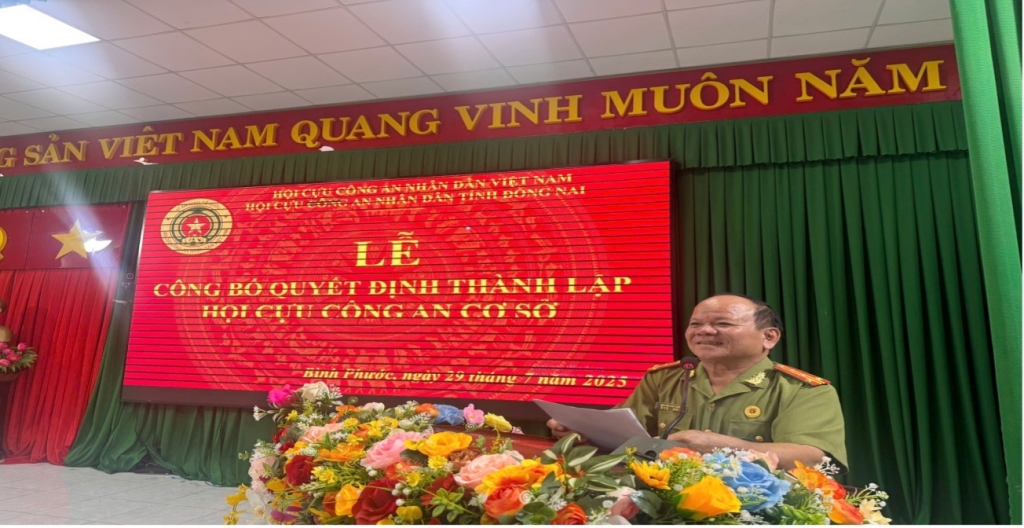 G SẢN VIỆT NAM QUANG VINH MUÔN NĂM
HỘI CỰU CÔNG AN NHÂN DÂN VIỆT NAM
HỘI CỰU CÔNG AN NHÂN DÂN TỈNH ĐỒNG NAI
LỄ
CÔNG BỐ QUYẾT ĐỊNH THÀNH LẬP
HỘI CỰU CÔNG AN CƠ SỞ
Bình Phước, ngày 29 tháng 7 năm 2025